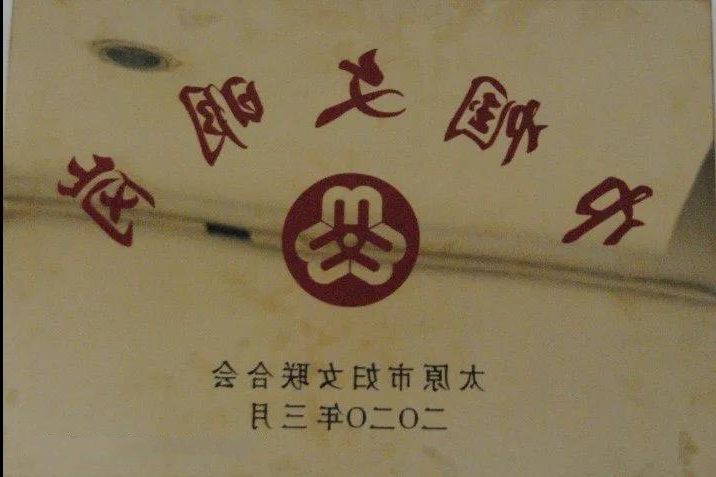 巾帼文明岗
太原市妇女联合会
二〇二〇年三月